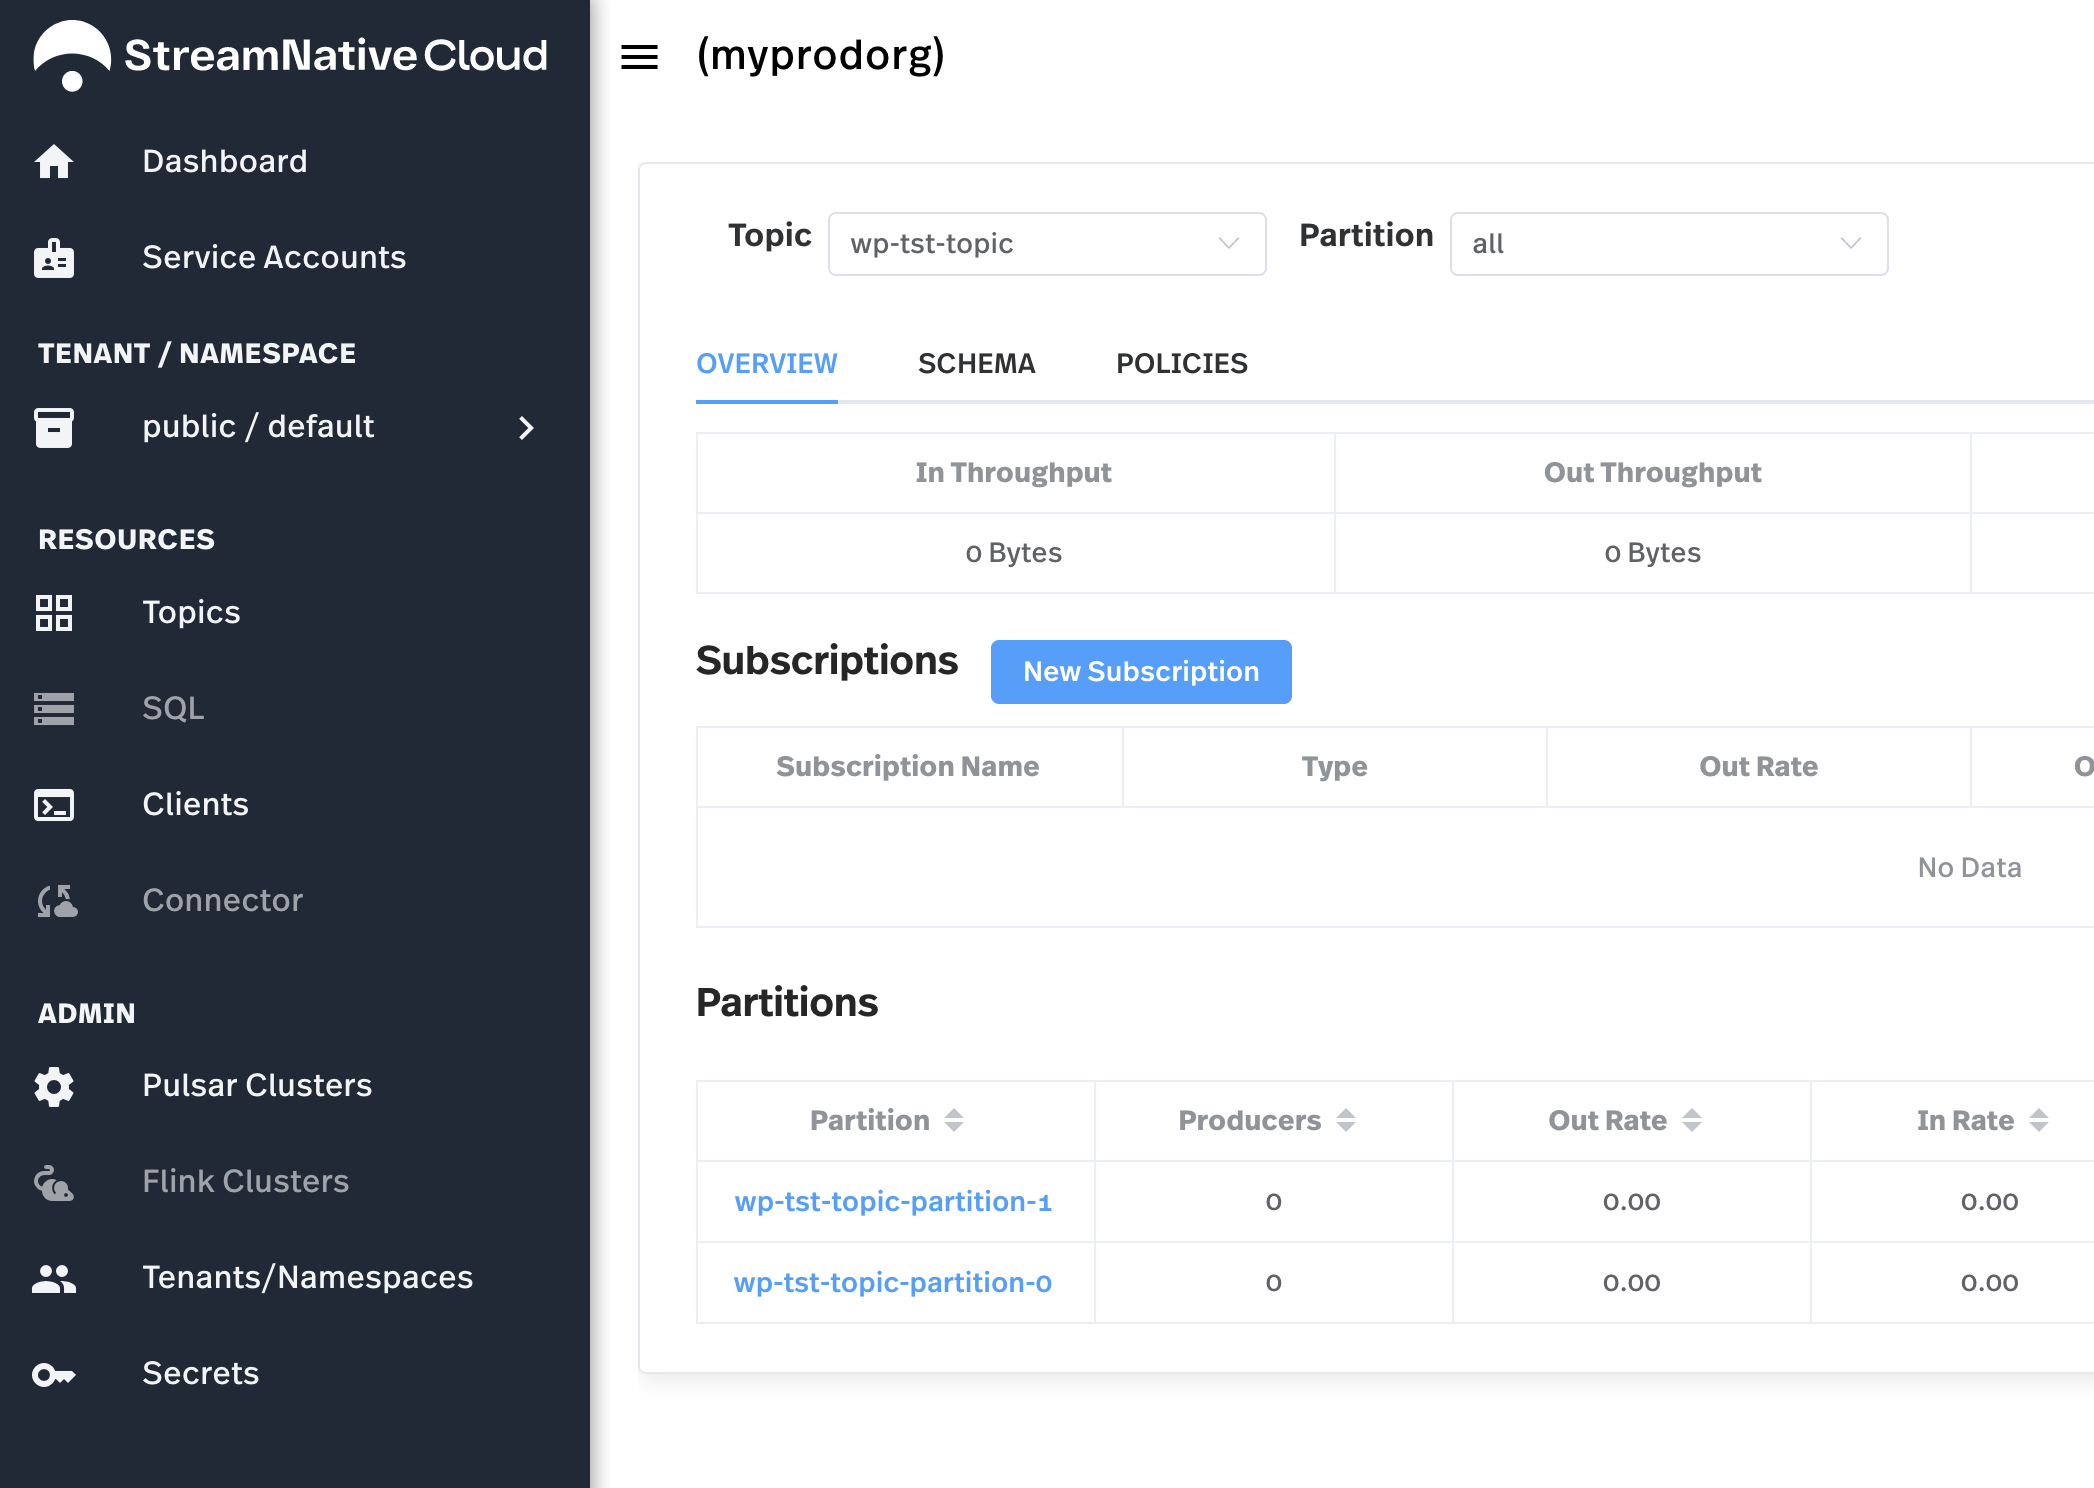 StreamNative Cloud
Dashboard
Service Accounts
TENANT / NAMESPACE
public / default
RESOURCES
Topics
SQL
Clients
Connector
ADMIN
Pulsar Clusters
Flink Clusters
Tenants/Namespaces
Secrets
(myprodorg)
Topic wp-tst-topic Partition all
OVERVIEW SCHEMA POLICIES
In Throughput Out Throughput
0 Bytes 0 Bytes
Subscriptions New Subscription
Subscription Name Type Out Rate
No Data
Partitions
Partition Producers Out Rate In Rate
wp-tst-topic-partition-1 0 0.00 0.00
wp-tst-topic-partition-0 0 0.00 0.00